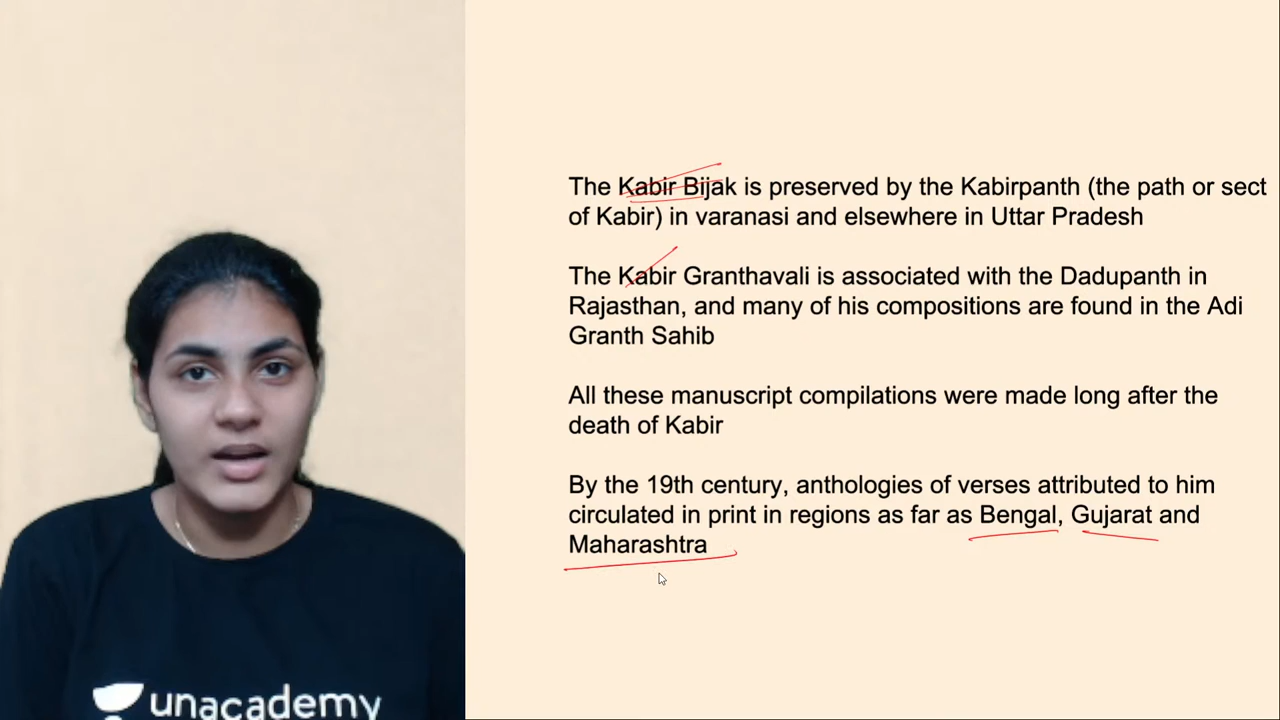 The Kabir Bijak is preserved by the Kabirpanth (the path or sect
of Kabir) in varanasi and elsewhere in Uttar Pradesh
The Kabir Granthavali is associated with the Dadupanth in
Rajasthan, and many of his compositions are found in the Adi
Granth Sahib
All these manuscript compilations were made long after the
death of Kabir
By the 19th century, anthologies of verses attributed to him
circulated in print in regions as far as Bengal, Gujarat and
Maharashtra
unacademy